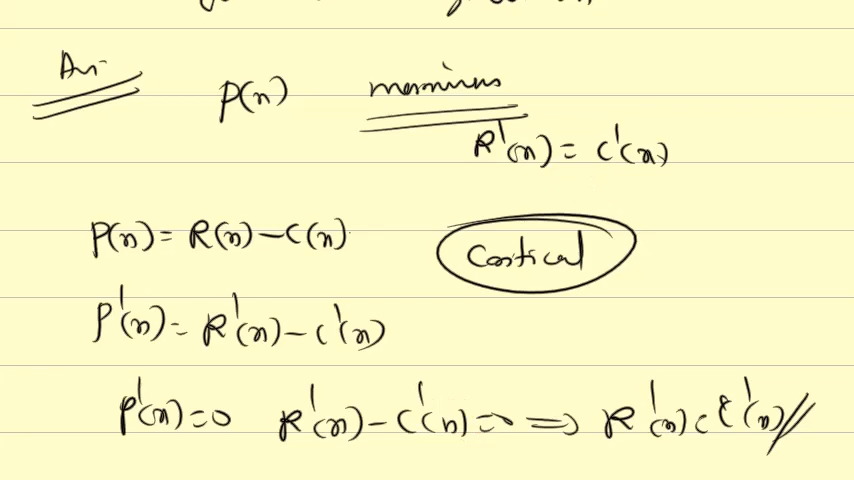 Ans
P(n) maximum
R'(n) = C'(n)
P(n) = R(n) - C(n)
Critical
P'(n) = R'(n) - C'(n)
P'(n) = 0 R'(n) - C'(n) = 0 ⇒ R'(n) = C'(n) //